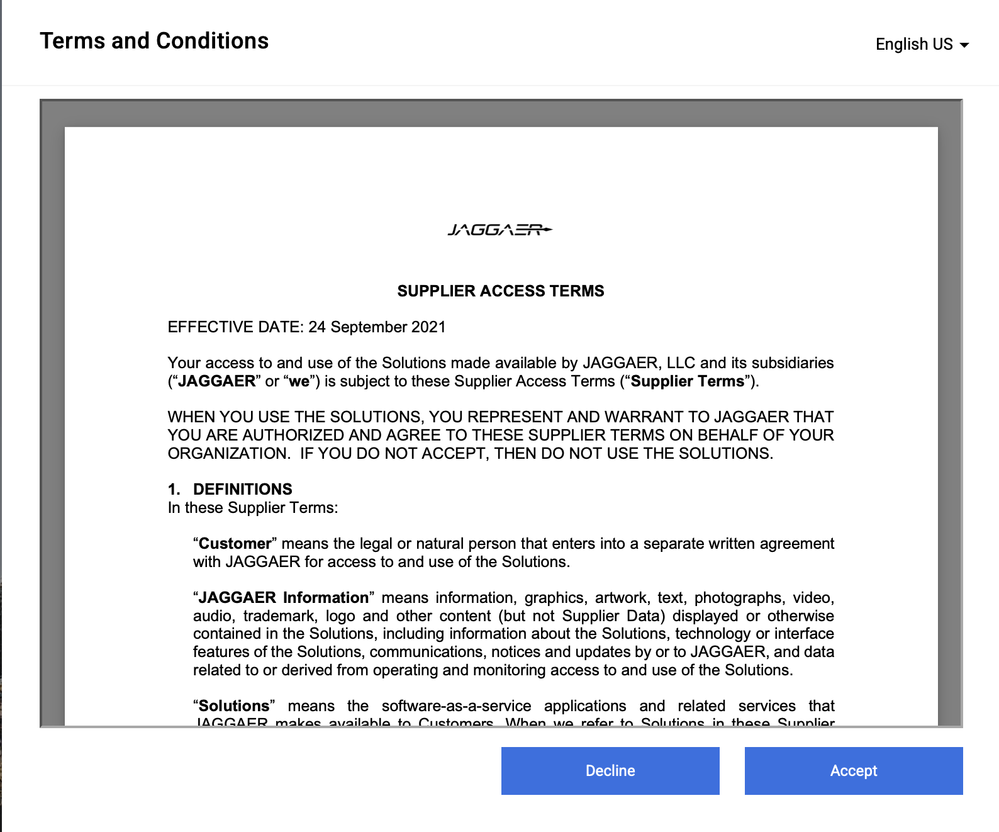 Terms and Conditions
English US
JAGGAER
SUPPLIER ACCESS TERMS
EFFECTIVE DATE: 24 September 2021
Your access to and use of the Solutions made available by JAGGAER, LLC and its subsidiaries
(“JAGGAER” or “we”) is subject to these Supplier Access Terms (“Supplier Terms”).
WHEN YOU USE THE SOLUTIONS, YOU REPRESENT AND WARRANT TO JAGGAER THAT
YOU ARE AUTHORIZED AND AGREE TO THESE SUPPLIER TERMS ON BEHALF OF YOUR
ORGANIZATION.  IF YOU DO NOT ACCEPT, THEN DO NOT USE THE SOLUTIONS.
1. DEFINITIONS
In these Supplier Terms:
“Customer” means the legal or natural person that enters into a separate written agreement
with JAGGAER for access to and use of the Solutions.
“JAGGAER Information” means information, graphics, artwork, text, photographs, video,
audio, trademark, logo and other content (but not Supplier Data) displayed or otherwise
contained in the Solutions, including information about the Solutions, technology or interface
features of the Solutions, communications, notices and updates by or to JAGGAER, and data
related to or derived from operating and monitoring access to and use of the Solutions.
“Solutions” means the software-as-a-service applications and related services that
JAGGAER makes available to Customers. When we refer to Solutions in these Supplier
Decline
Accept